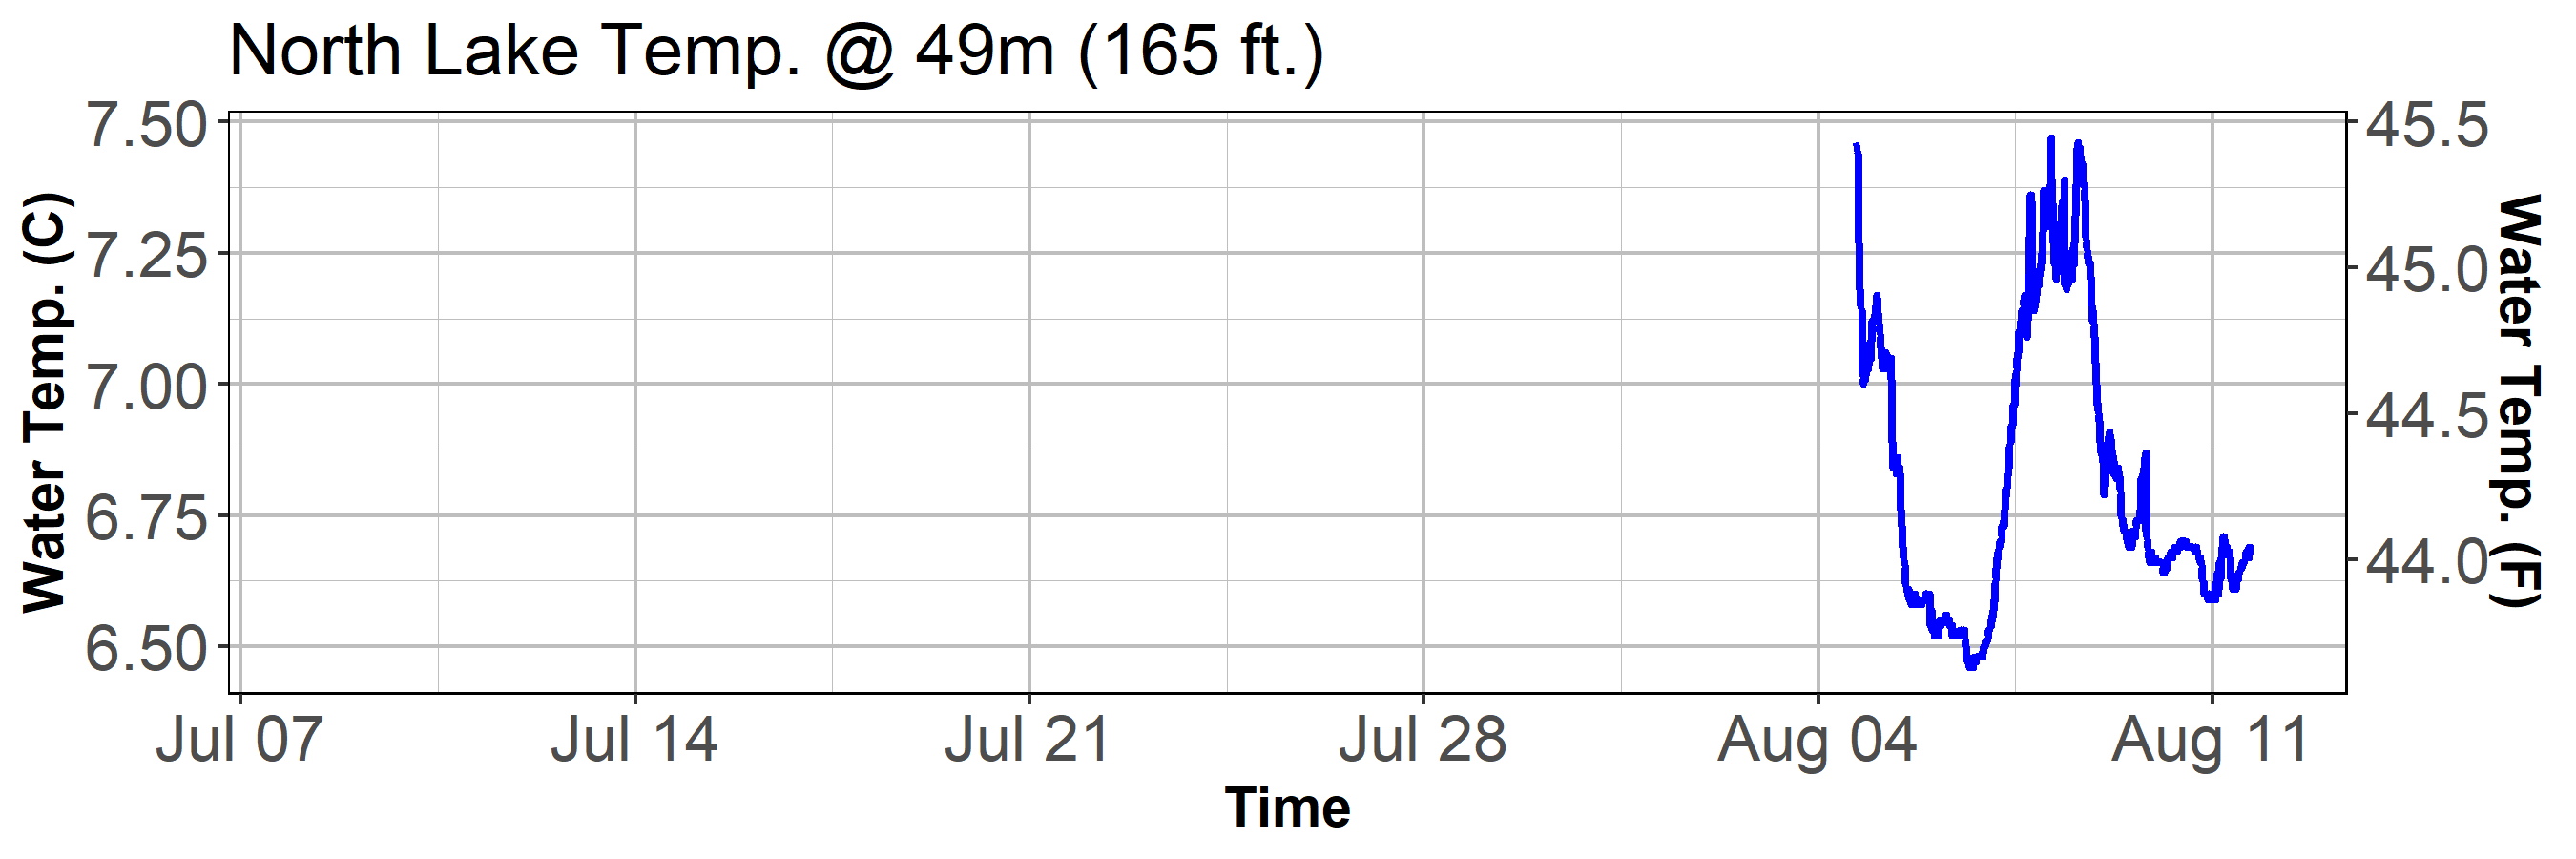 North Lake Temp. @ 49m (165 ft.)
7.50
7.25
7.00
6.75
6.50
Water Temp. (C)
45.5
45.0
44.5
44.0
Water Temp. (F)
Jul 07 Jul 14 Jul 21 Jul 28 Aug 04 Aug 11
Time